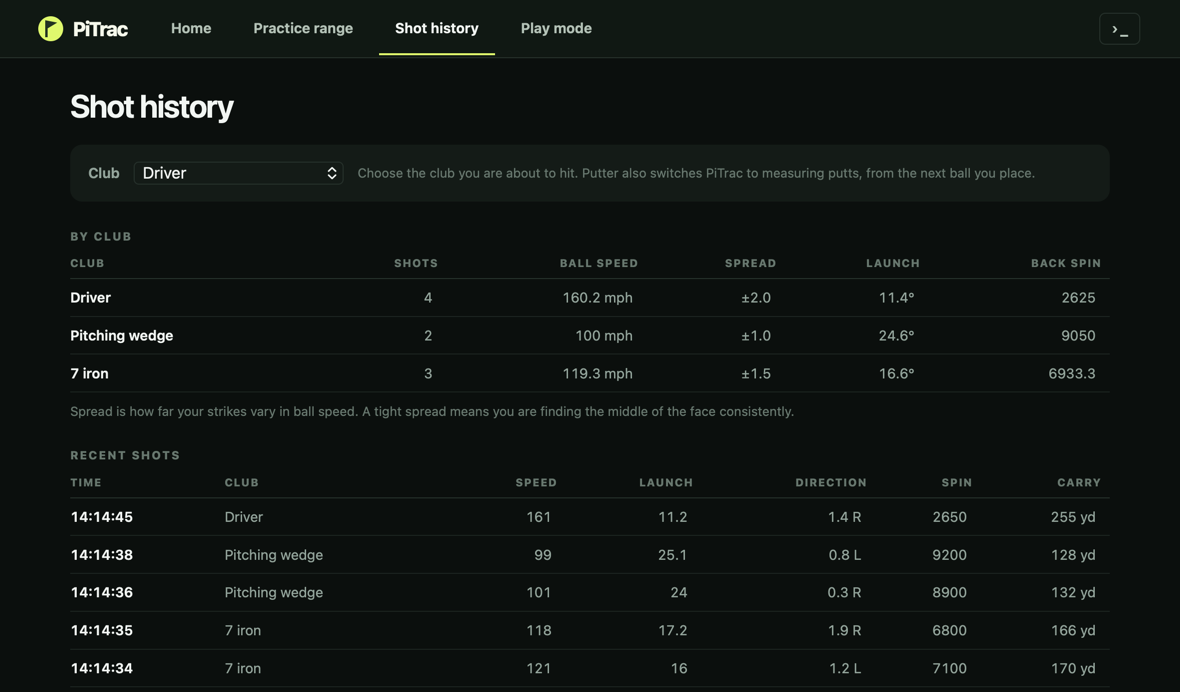 PiTrac Home Practice range Shot history Play mode ›_
Shot history
Club Driver Choose the club you are about to hit. Putter also switches PiTrac to measuring putts, from the next ball you place.
BY CLUB
CLUB SHOTS BALL SPEED SPREAD LAUNCH BACK SPIN
Driver 4 160.2 mph ±2.0 11.4° 2625
Pitching wedge 2 100 mph ±1.0 24.6° 9050
7 iron 3 119.3 mph ±1.5 16.6° 6933.3
Spread is how far your strikes vary in ball speed. A tight spread means you are finding the middle of the face consistently.
RECENT SHOTS
TIME CLUB SPEED LAUNCH DIRECTION SPIN CARRY
14:14:45 Driver 161 11.2 1.4 R 2650 255 yd
14:14:38 Pitching wedge 99 25.1 0.8 L 9200 128 yd
14:14:36 Pitching wedge 101 24 0.3 R 8900 132 yd
14:14:35 7 iron 118 17.2 1.9 R 6800 166 yd
14:14:34 7 iron 121 16 1.2 L 7100 170 yd